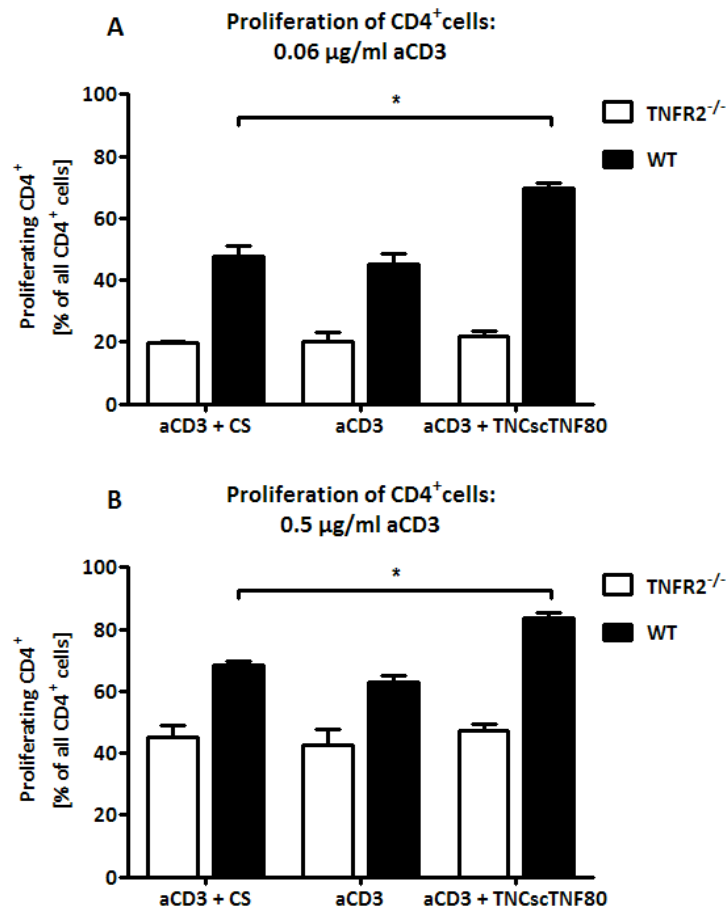 A
Proliferation of CD4⁺cells:
0.06 µg/ml aCD3
Proliferating CD4⁺
[% of all CD4⁺ cells]
100
80
60
40
20
0
*
TNFR2⁻/⁻
WT
aCD3 + CS
aCD3
aCD3 + TNCscTNF80
B
Proliferation of CD4⁺cells:
0.5 µg/ml aCD3
Proliferating CD4⁺
[% of all CD4⁺ cells]
100
80
60
40
20
0
*
TNFR2⁻/⁻
WT
aCD3 + CS
aCD3
aCD3 + TNCscTNF80